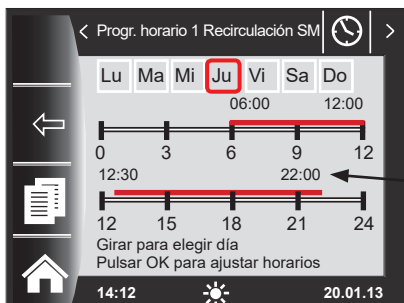 Progr. horario 1 Recirculación SM
Lu Ma Mi Ju Vi Sa Do
06:00 12:00
0 3 6 9 12
12:30 22:00
12 15 18 21 24
Girar para elegir día
Pulsar OK para ajustar horarios
14:12 20.01.13